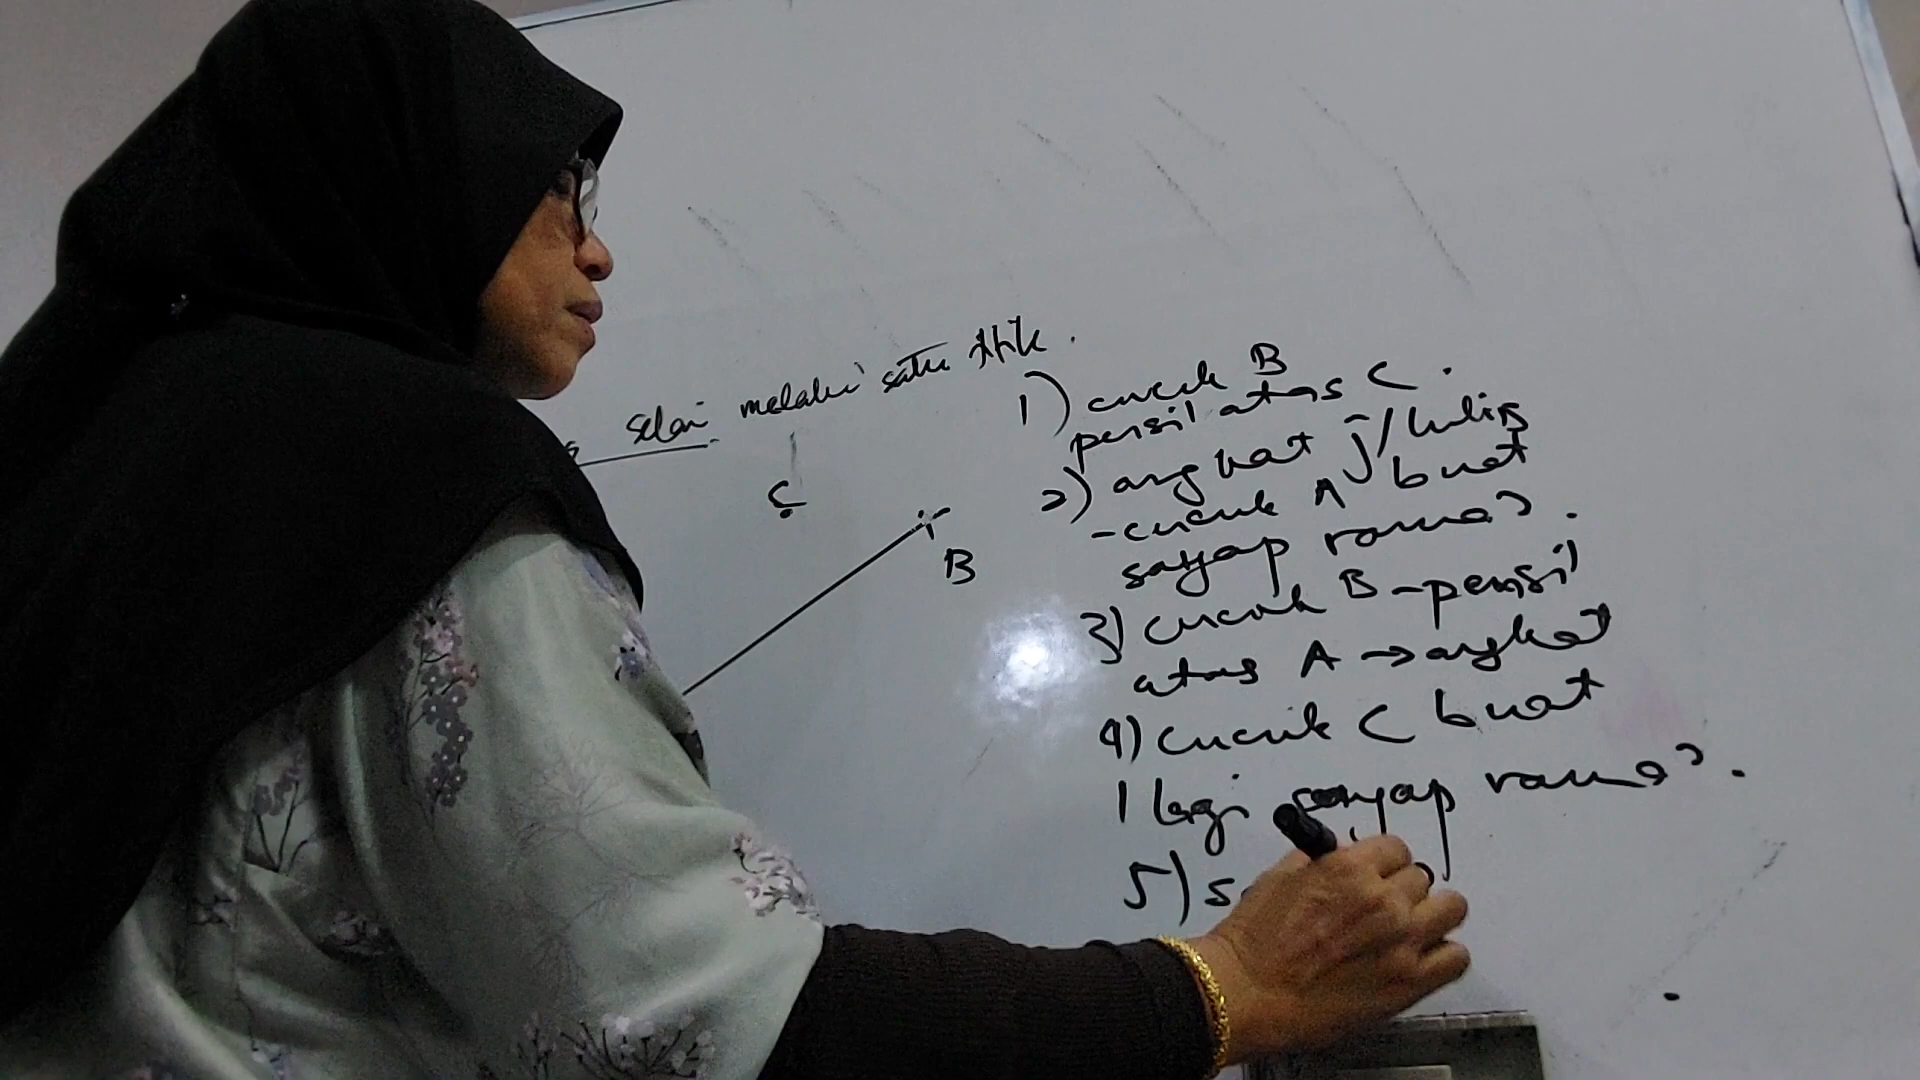 selari melalui satu titik.
C
B
1) cucuk B
pensil atas C.
2) angkat j/lukis
-cucuk A buat
sayap rama2.
3) cucuk B-pensil
atas A → angkat
4) cucuk C buat
1 lagi sayap rama2.
5) s